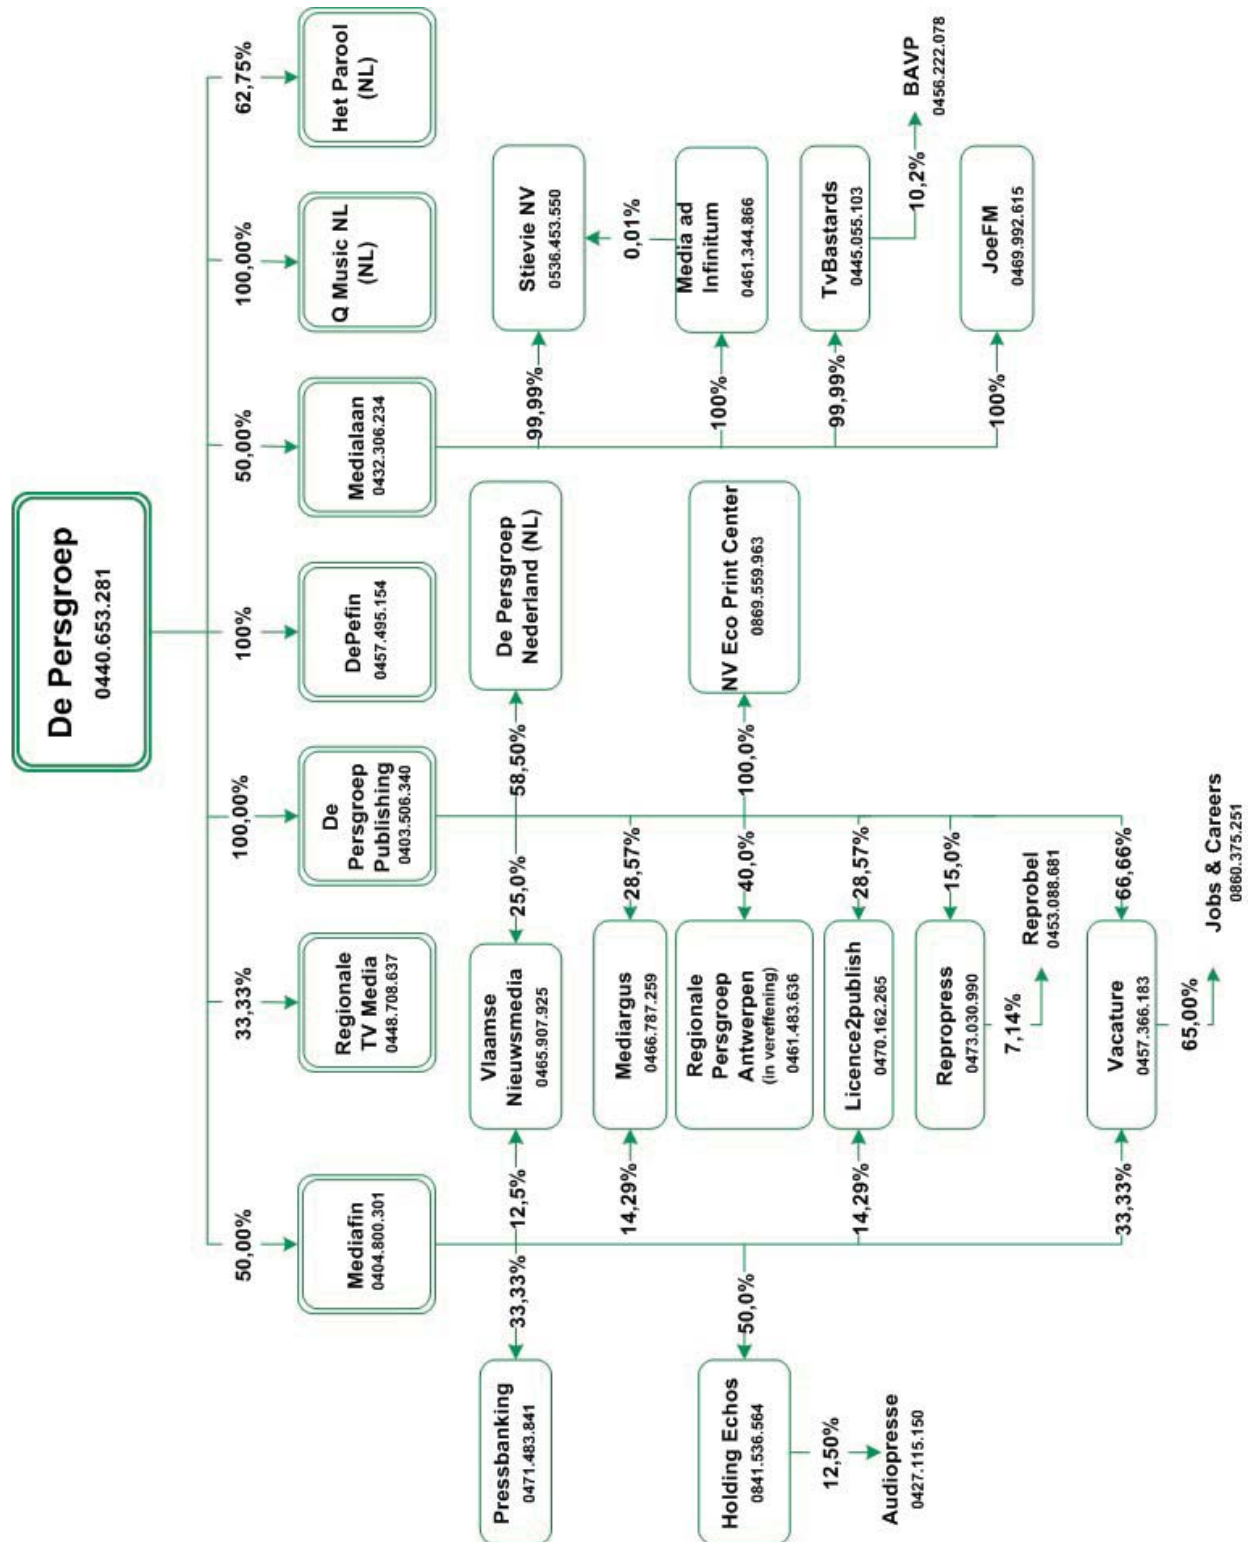 De Persgroep
0440.653.281
50,00%
33,33%
100,00%
100%
50,00%
100,00%
62,75%
Mediafin
0404.800.301
Regionale
TV Media
0448.708.637
De
Persgroep
Publishing
0403.506.340
DePefin
0457.495.154
Medialaan
0432.306.234
Q Music NL
(NL)
Het Parool
(NL)
Pressbanking
0471.483.841
33,33%
12,5%
Vlaamse
Nieuwsmedia
0465.907.925
25,0%
58,50%
De Persgroep
Nederland (NL)
99,99%
Stievie NV
0536.453.550
0,01%
14,29%
Mediargus
0466.787.259
28,57%
Holding Echos
0841.536.564
50,0%
12,50%
Audiopresse
0427.115.150
Regionale
Persgroep
Antwerpen
(in vereffening)
0461.483.636
40,0%
100,0%
NV Eco Print Center
0869.559.963
100%
Media ad
Infinitum
0461.344.866
14,29%
Licence2publish
0470.162.265
28,57%
99,99%
TvBastards
0445.055.103
10,2%
BAVP
0456.222.078
Repropress
0473.030.990
15,0%
7,14%
Reprobel
0453.088.681
100%
JoeFM
0469.992.615
33,33%
Vacature
0457.366.183
66,66%
65,00%
Jobs & Careers
0860.375.251